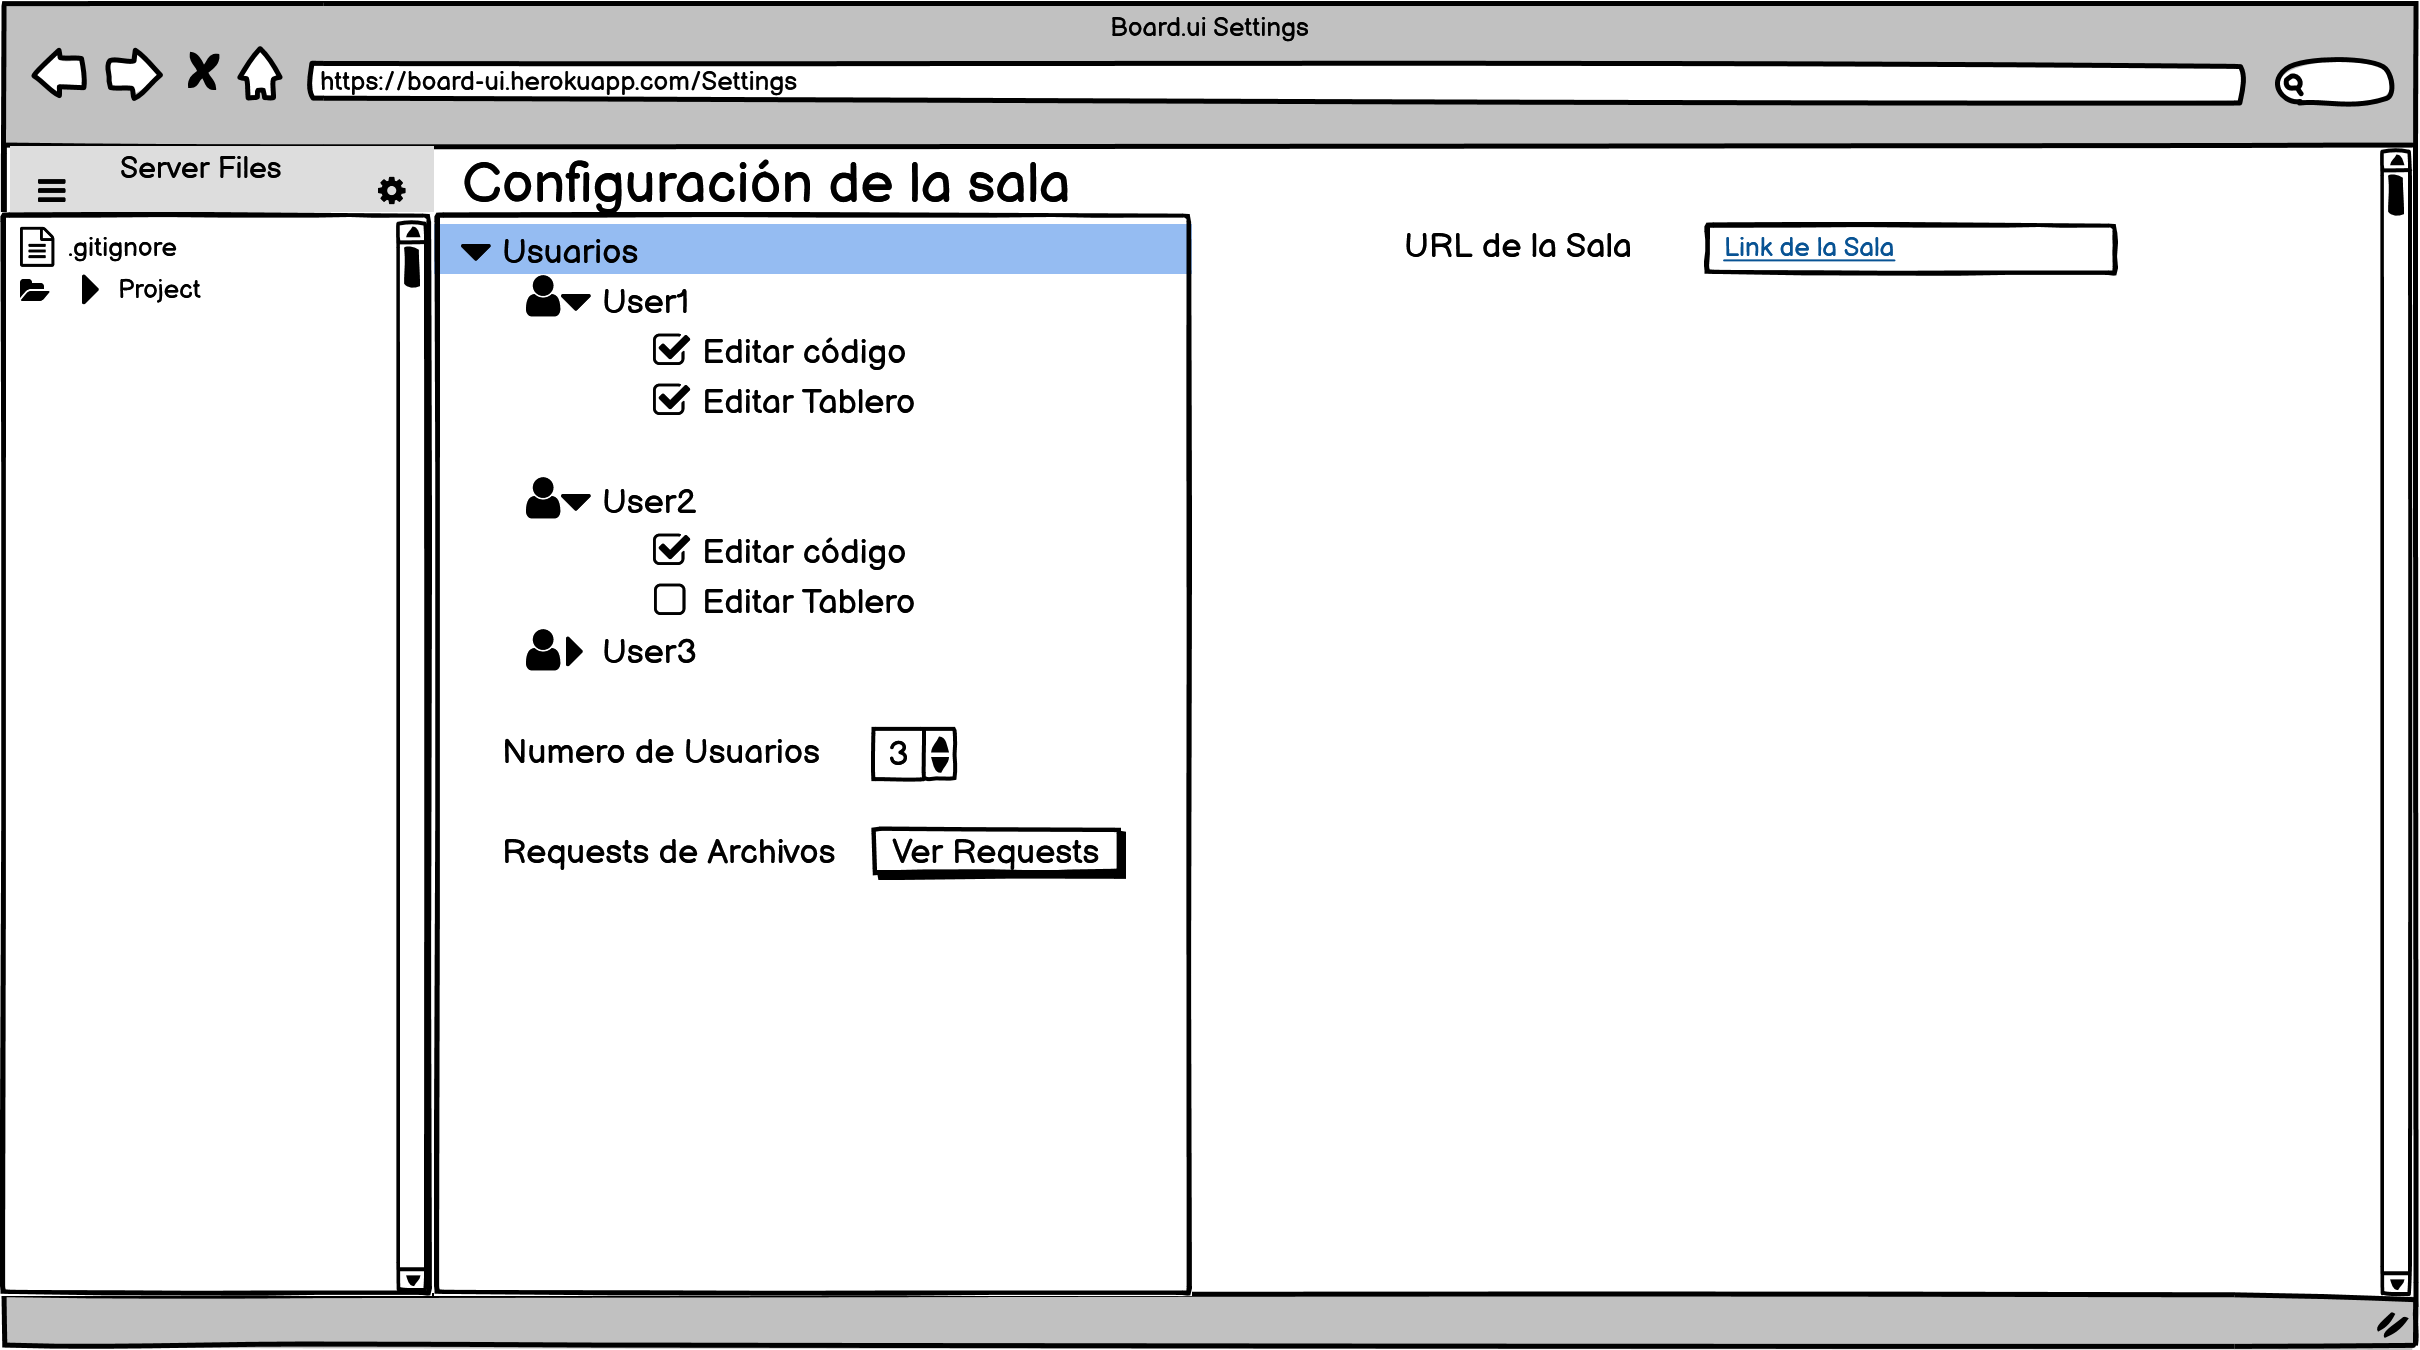 Board.ui Settings
https://board-ui.herokuapp.com/Settings
Server Files
.gitignore
Project
Configuración de la sala
Usuarios
User1
Editar código
Editar Tablero
User2
Editar código
Editar Tablero
User3
Numero de Usuarios 3
Requests de Archivos Ver Requests
URL de la Sala Link de la Sala